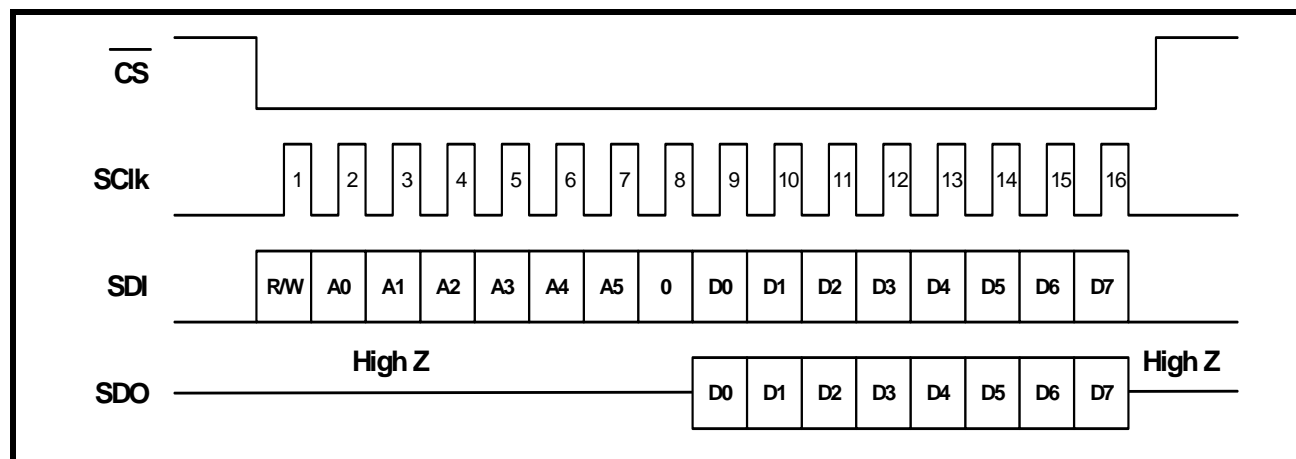 CS
SClk 1 2 3 4 5 6 7 8 9 10 11 12 13 14 15 16
SDI R/W A0 A1 A2 A3 A4 A5 0 D0 D1 D2 D3 D4 D5 D6 D7
High Z High Z
SDO D0 D1 D2 D3 D4 D5 D6 D7